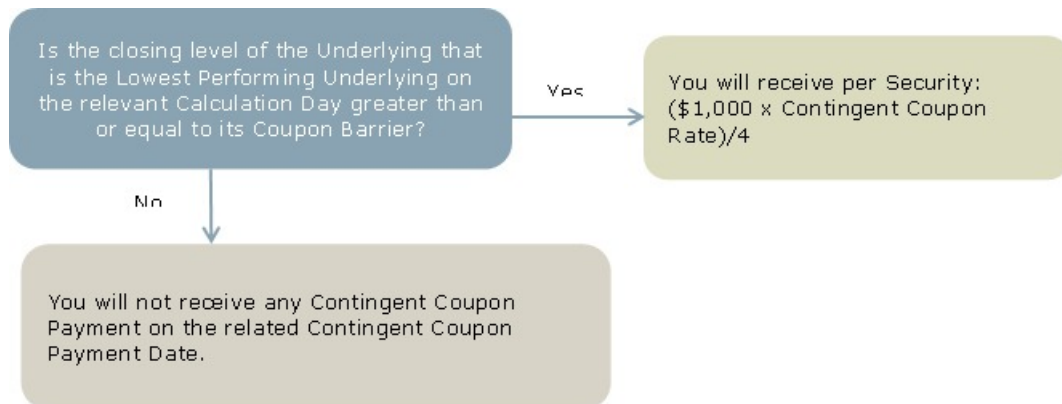 Is the closing level of the Underlying that
is the Lowest Performing Underlying on
the relevant Calculation Day greater than
or equal to its Coupon Barrier?
Yes
You will receive per Security:
($1,000 x Contingent Coupon
Rate)/4
No
You will not receive any Contingent Coupon
Payment on the related Contingent Coupon
Payment Date.